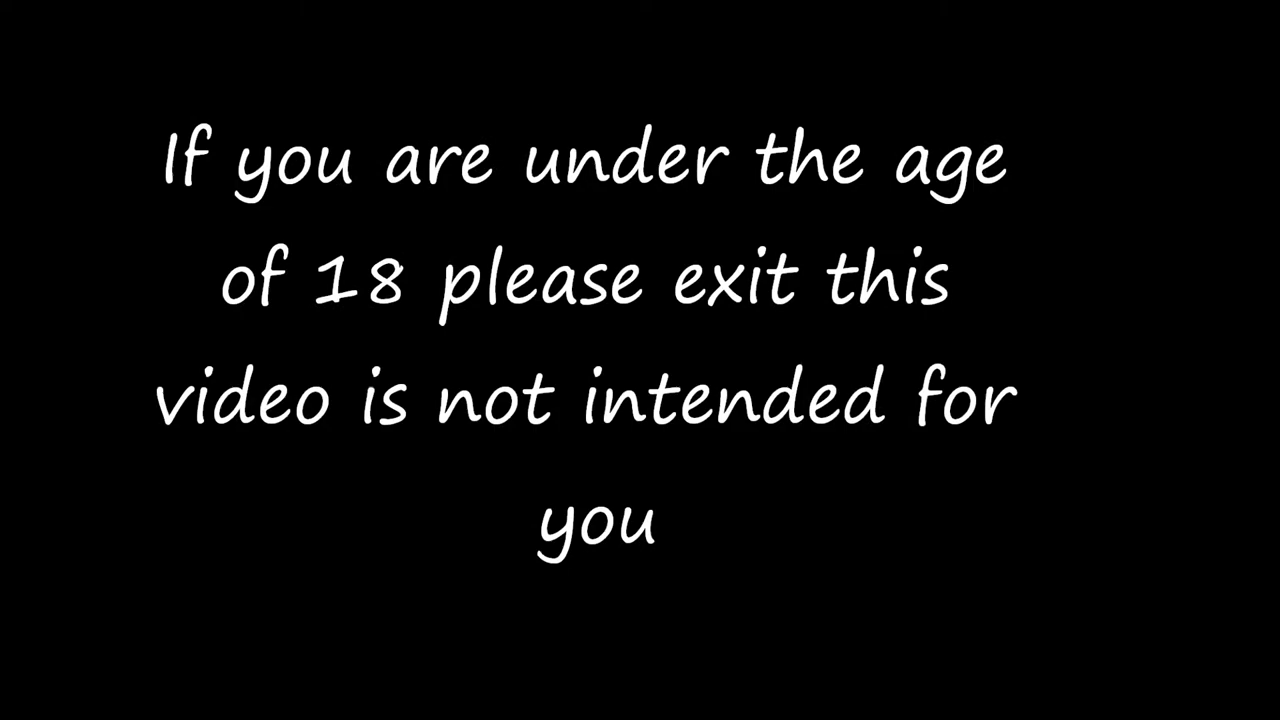 If you are under the age
of 18 please exit this
video is not intended for
you